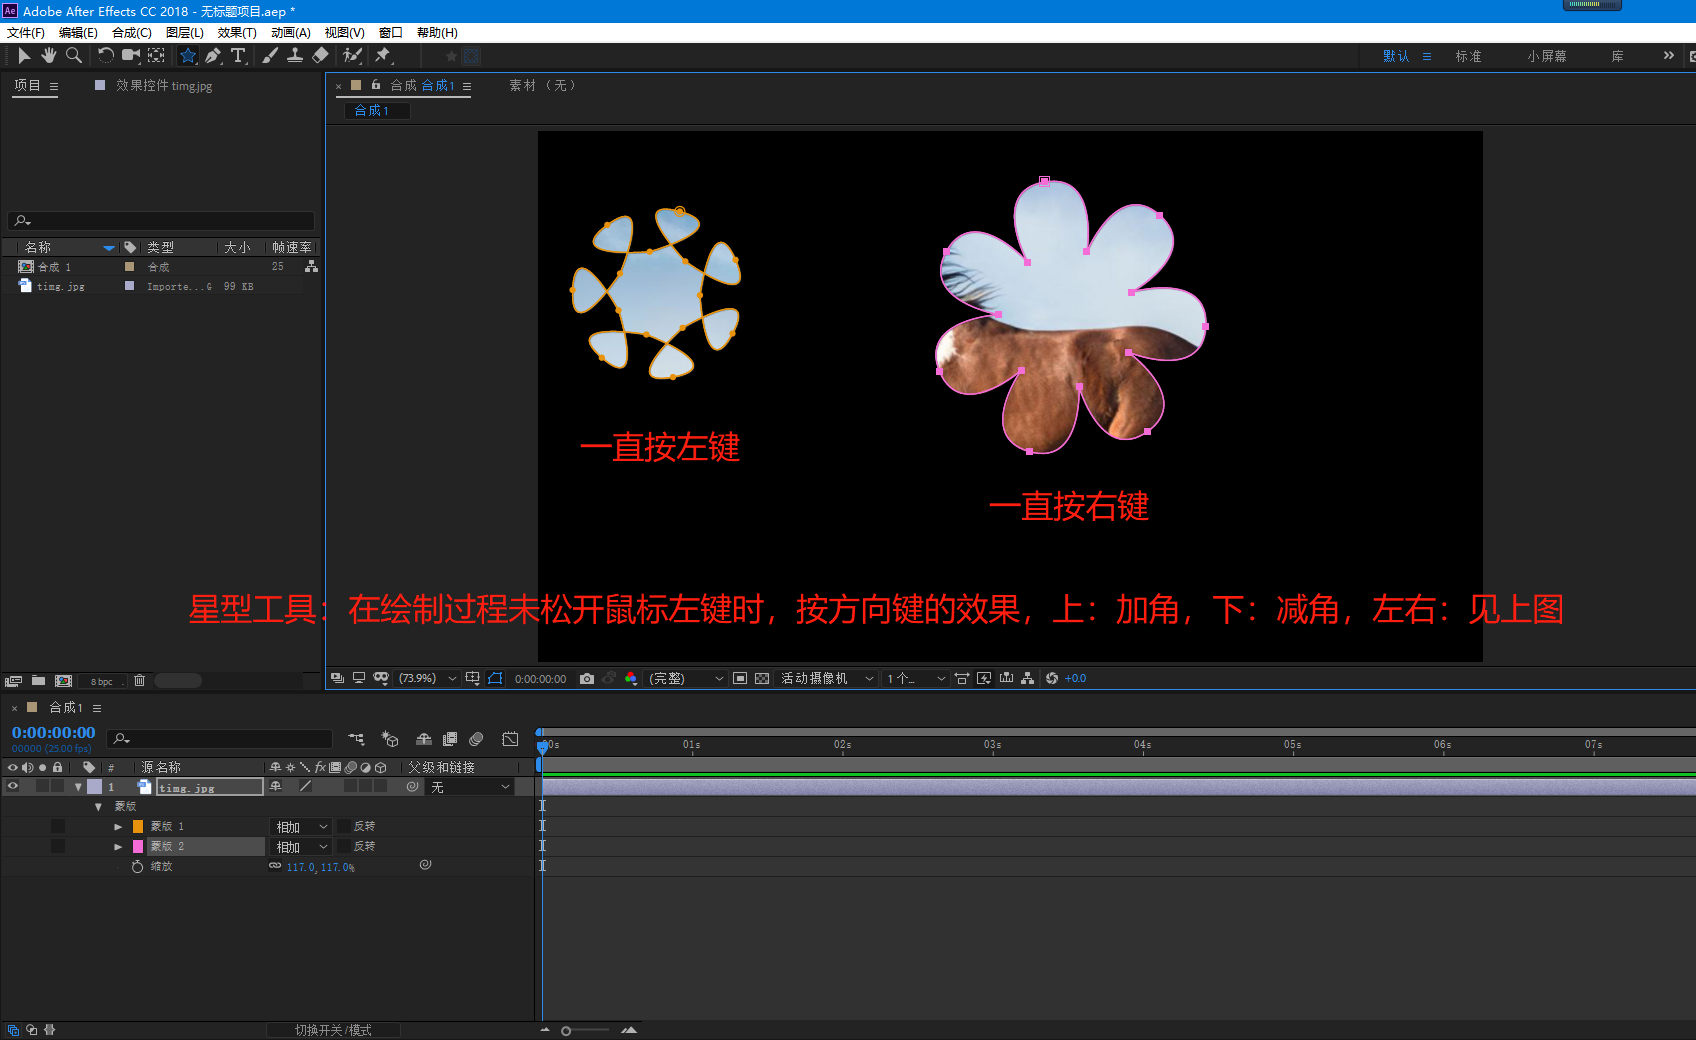 Ae Adobe After Effects CC 2018 - 无标题项目.aep *
文件(F) 编辑(E) 合成(C) 图层(L) 效果(T) 动画(A) 视图(V) 窗口 帮助(H)
默认 标准 小屏幕 库
项目 效果控件 timg.jpg
合成 合成1 素材（无）
合成1
名称 类型 大小 帧速率
合成 1 合成 25
timg.jpg Importe...G 99 KB
一直按左键
一直按右键
星型工具：在绘制过程未松开鼠标左键时，按方向键的效果，上：加角，下：减角，左右：见上图
8 bpc
(73.9%) 0:00:00:00 (完整) 活动摄像机 1个... +0.0
合成1
0:00:00:00
00000 (25.00 fps)
:00s 01s 02s 03s 04s 05s 06s 07s
# 源名称 fx 父级和链接
1 timg.jpg 无
蒙版
蒙版 1 相加 反转
蒙版 2 相加 反转
缩放 117.0,117.0%
切换开关/模式